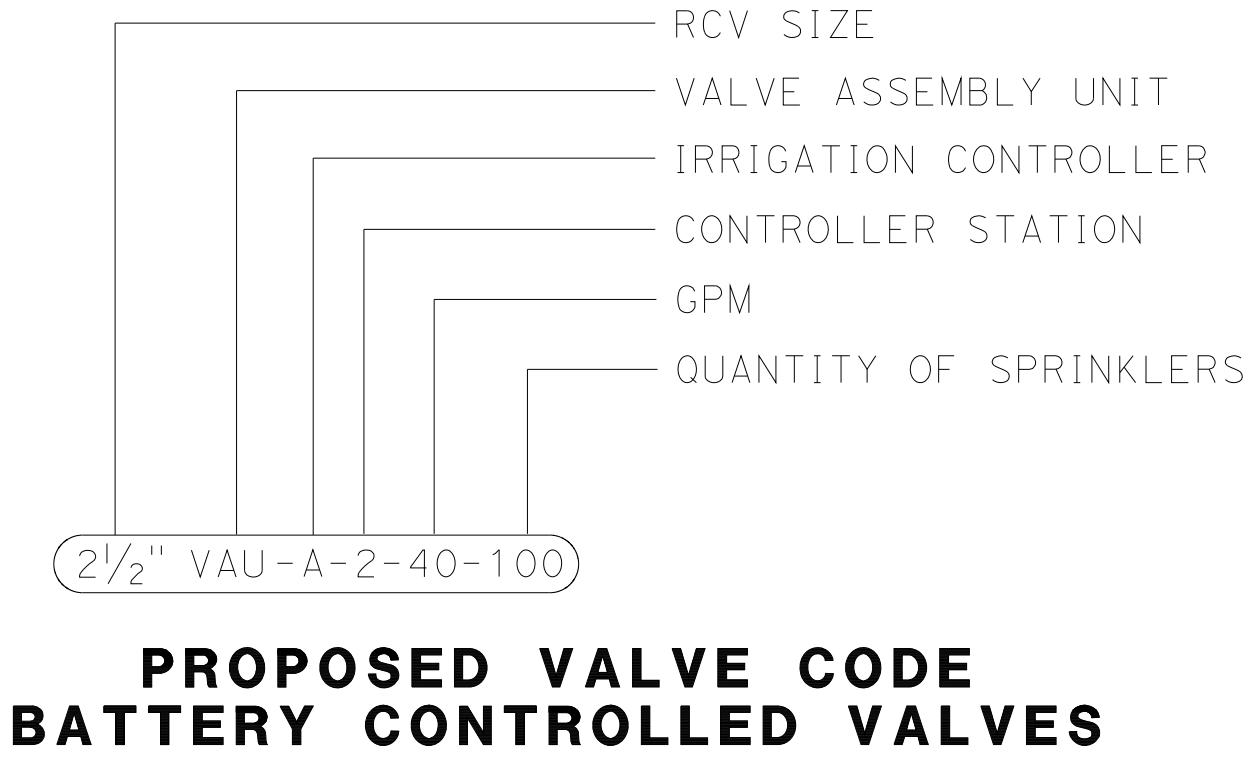 RCV SIZE
VALVE ASSEMBLY UNIT
IRRIGATION CONTROLLER
CONTROLLER STATION
GPM
QUANTITY OF SPRINKLERS
2½" VAU-A-2-40-100
PROPOSED VALVE CODE
BATTERY CONTROLLED VALVES